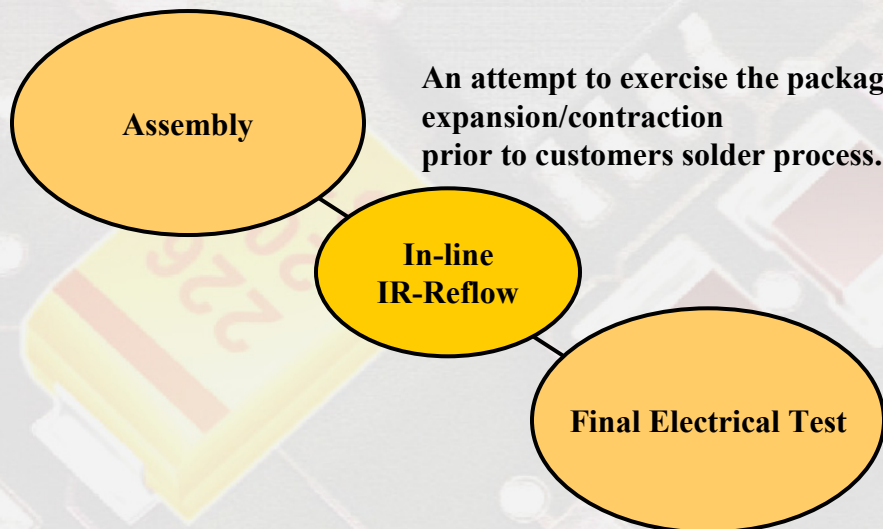 Assembly
An attempt to exercise the packag
expansion/contraction
prior to customers solder process.
In-line
IR-Reflow
Final Electrical Test
226